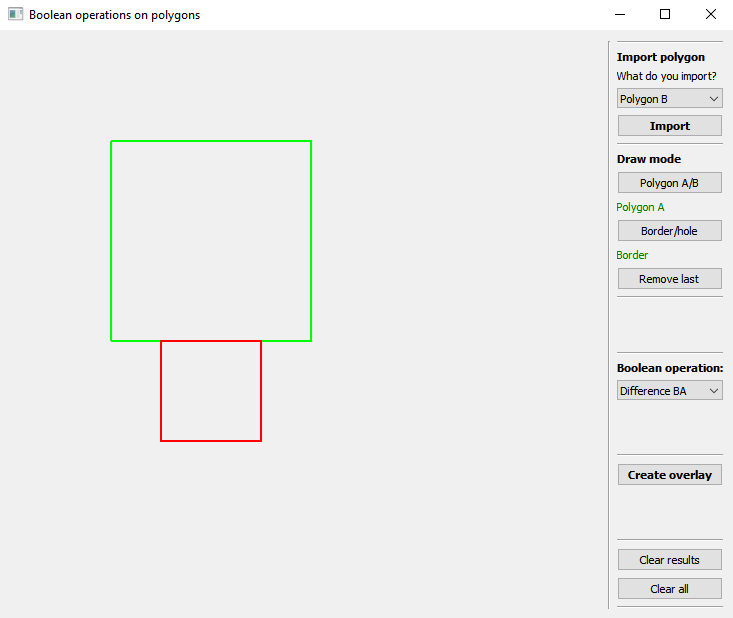 Boolean operations on polygons
Import polygon
What do you import?
Polygon B
Import
Draw mode
Polygon A/B
Polygon A
Border/hole
Border
Remove last
Boolean operation:
Difference BA
Create overlay
Clear results
Clear all